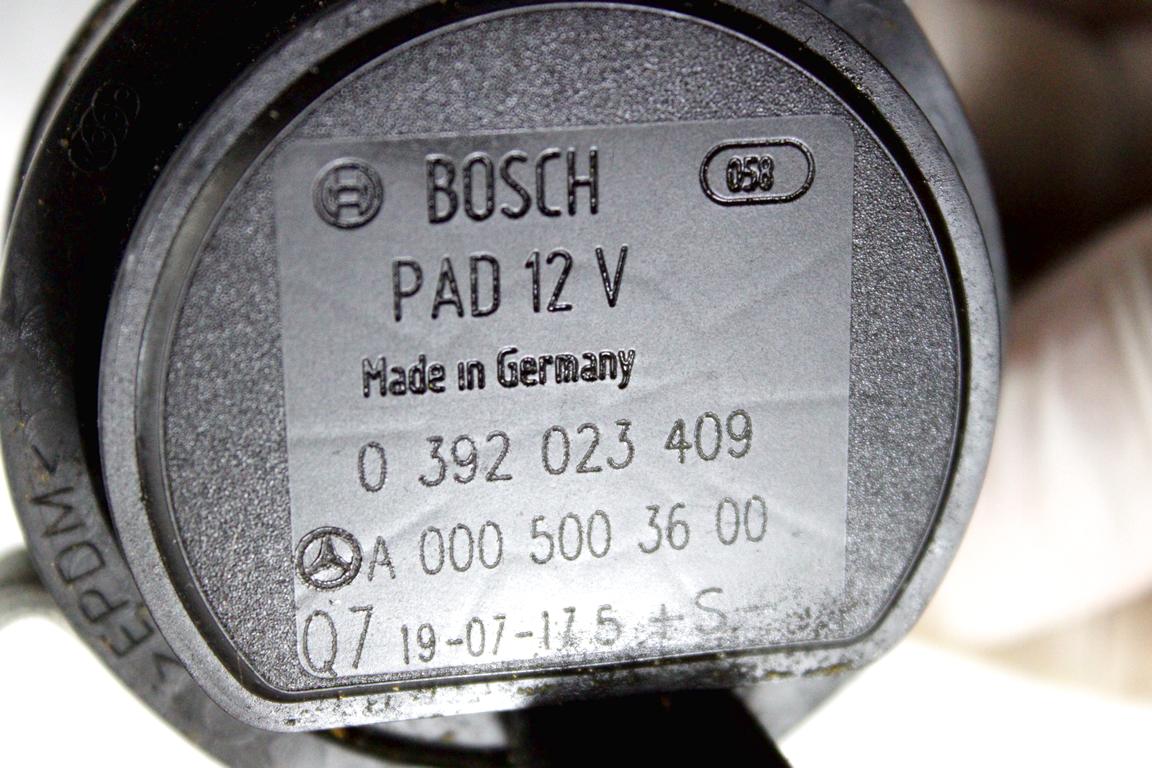 BOSCH 058
PAD 12 V
Made in Germany
0 392 023 409
A 000 500 36 00
Q7 19-07-17 5 + S
>EPDM<